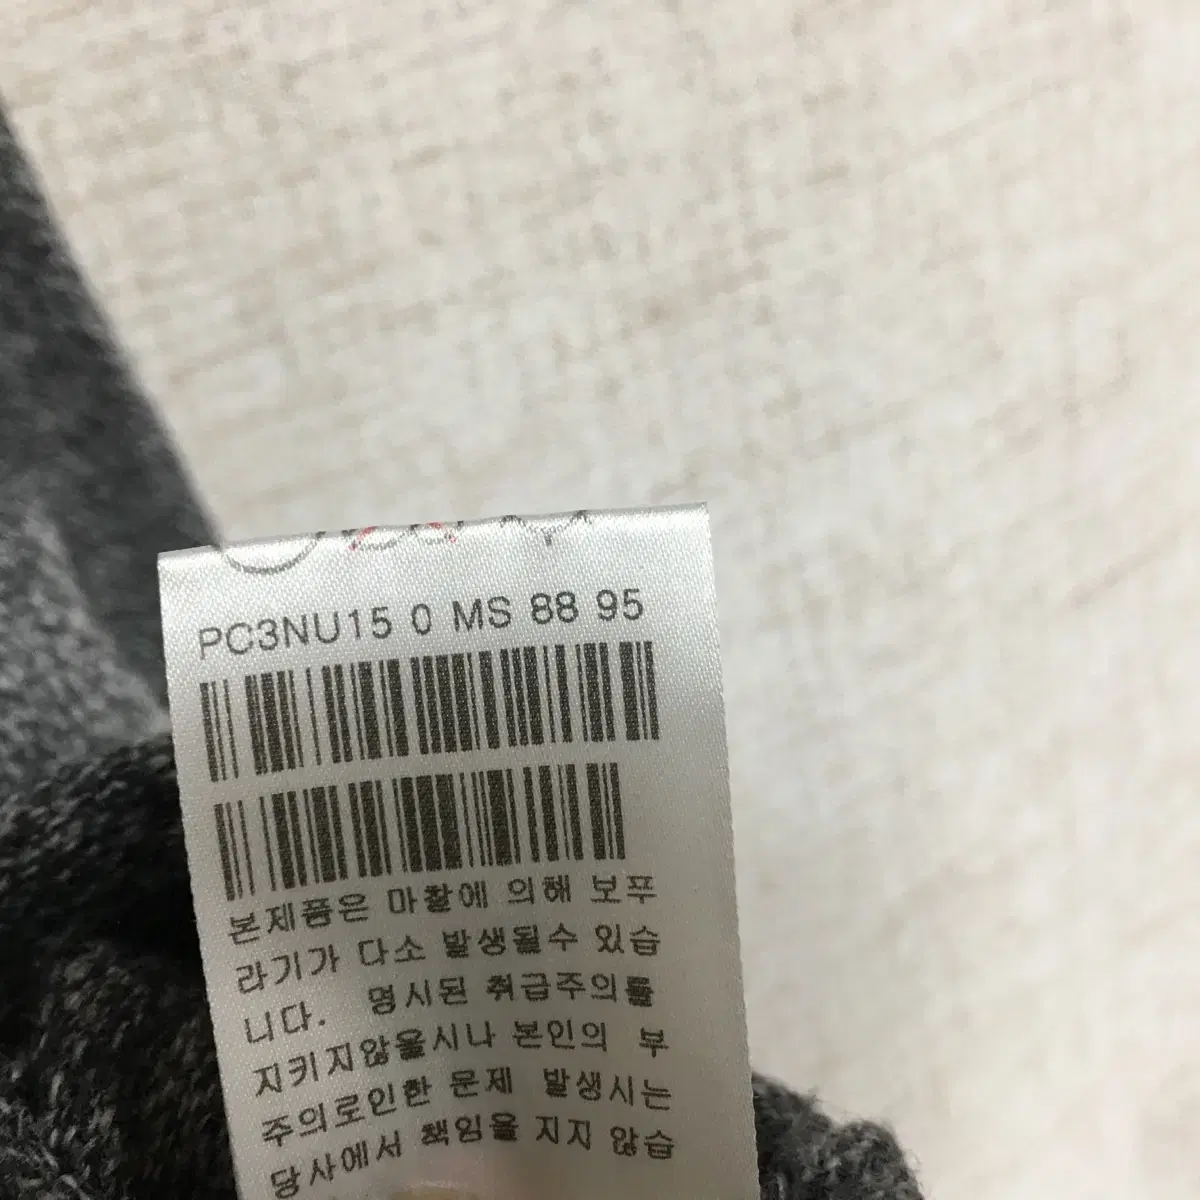 PC3NU15 0 MS 88 95
본제품은 마찰에 의해 보푸
라기가 다소 발생될수 있습
니다. 명시된 취급주의를
지키지않을시나 본인의 부
주의로인한 문제 발생시는
당사에서 책임을 지지 않습